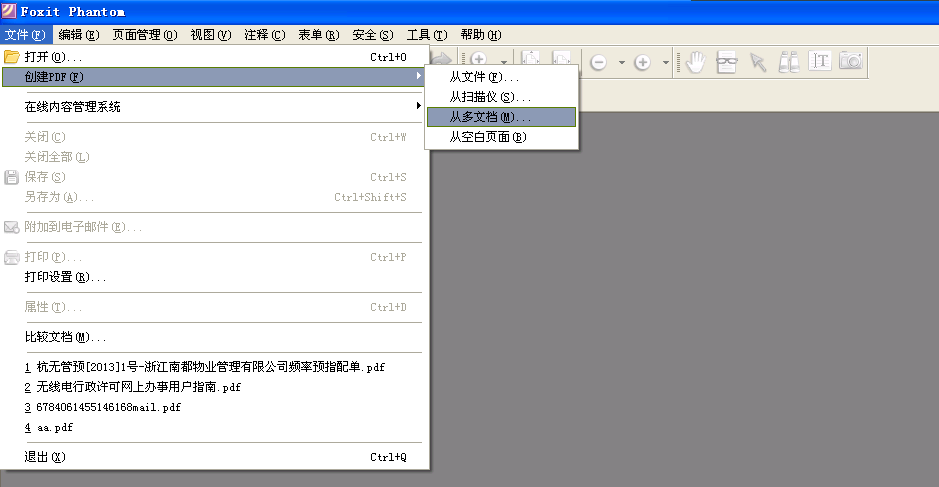 Foxit Phantom
文件(F) 编辑(E) 页面管理(O) 视图(V) 注释(C) 表单(R) 安全(S) 工具(T) 帮助(H)
打开(O)... Ctrl+O
创建PDF(F)
从文件(F)...
从扫描仪(S)...
从多文档(M)...
从空白页面(B)
在线内容管理系统
关闭(C) Ctrl+W
关闭全部(L)
保存(S) Ctrl+S
另存为(A)... Ctrl+Shift+S
附加到电子邮件(E)...
打印(P)... Ctrl+P
打印设置(R)...
属性(T)... Ctrl+D
比较文档(M)...
1 杭无管预[2013]1号-浙江南都物业管理有限公司频率预指配单.pdf
2 无线电行政许可网上办事用户指南.pdf
3 6784061455146168mail.pdf
4 aa.pdf
退出(X) Ctrl+Q